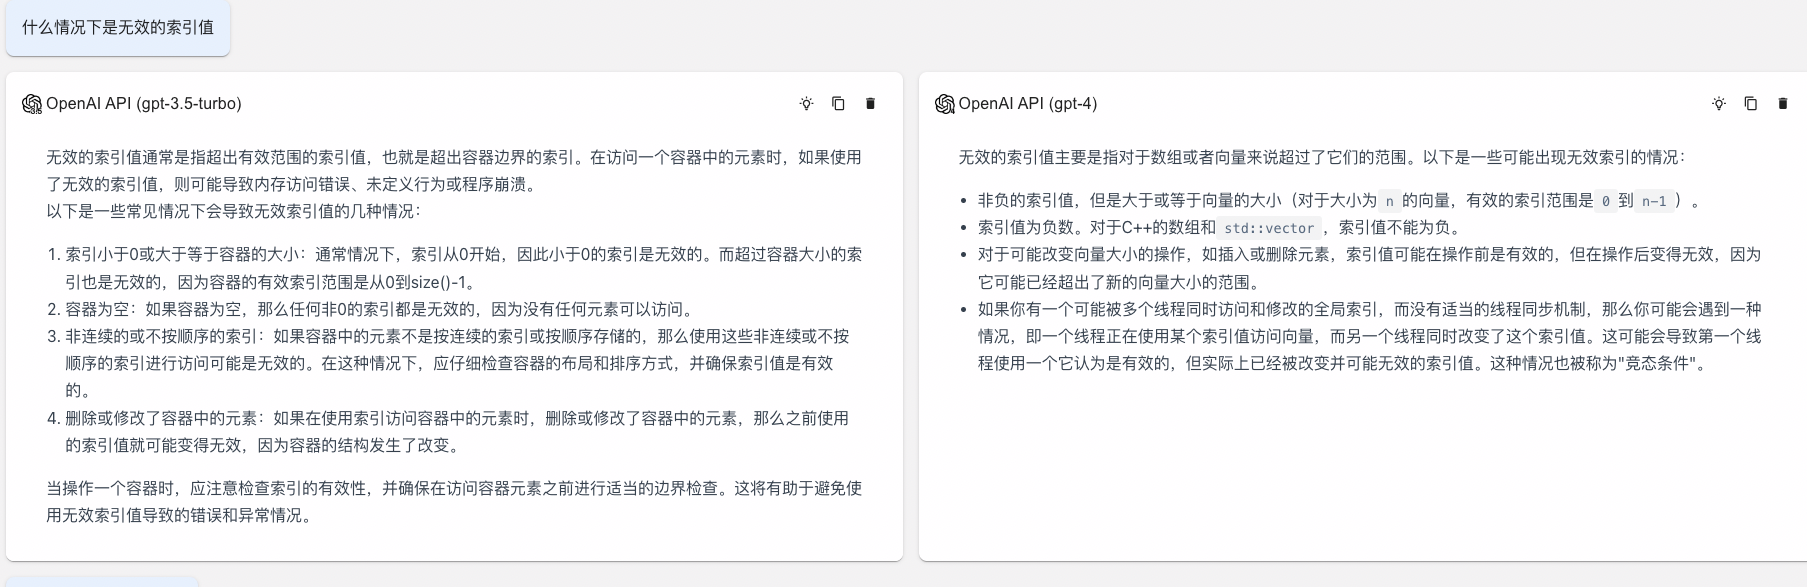 什么情况下是无效的索引值
OpenAI API (gpt-3.5-turbo)
无效的索引值通常是指超出有效范围的索引值，也就是超出容器边界的索引。在访问一个容器中的元素时，如果使用
了无效的索引值，则可能导致内存访问错误、未定义行为或程序崩溃。
以下是一些常见情况下会导致无效索引值的几种情况：
1. 索引小于0或大于等于容器的大小：通常情况下，索引从0开始，因此小于0的索引是无效的。而超过容器大小的索
引也是无效的，因为容器的有效索引范围是从0到size()-1。
2. 容器为空：如果容器为空，那么任何非0的索引都是无效的，因为没有任何元素可以访问。
3. 非连续的或不按顺序的索引：如果容器中的元素不是按连续的索引或按顺序存储的，那么使用这些非连续或不按
顺序的索引进行访问可能是无效的。在这种情况下，应仔细检查容器的布局和排序方式，并确保索引值是有效
的。
4. 删除或修改了容器中的元素：如果在使用索引访问容器中的元素时，删除或修改了容器中的元素，那么之前使用
的索引值就可能变得无效，因为容器的结构发生了改变。
当操作一个容器时，应注意检查索引的有效性，并确保在访问容器元素之前进行适当的边界检查。这将有助于避免使
用无效索引值导致的错误和异常情况。
OpenAI API (gpt-4)
无效的索引值主要是指对于数组或者向量来说超过了它们的范围。以下是一些可能出现无效索引的情况：
• 非负的索引值，但是大于或等于向量的大小（对于大小为 n 的向量，有效的索引范围是 0 到 n-1 ）。
• 索引值为负数。对于C++的数组和 std::vector ，索引值不能为负。
• 对于可能改变向量大小的操作，如插入或删除元素，索引值可能在操作前是有效的，但在操作后变得无效，因为
它可能已经超出了新的向量大小的范围。
• 如果你有一个可能被多个线程同时访问和修改的全局索引，而没有适当的线程同步机制，那么你可能会遇到一种
情况，即一个线程正在使用某个索引值访问向量，而另一个线程同时改变了这个索引值。这可能会导致第一个线
程使用一个它认为是有效的，但实际上已经被改变并可能无效的索引值。这种情况也被称为"竞态条件"。